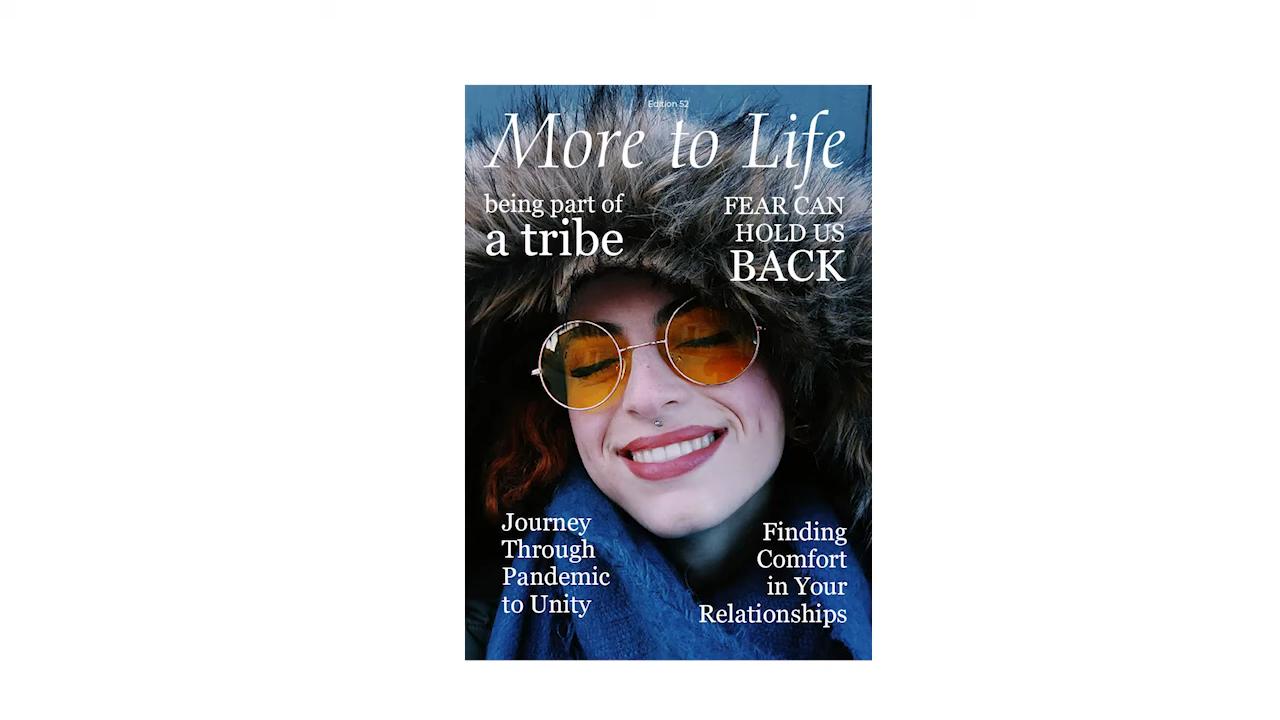 Edition 52
More to Life
being part of
a tribe
FEAR CAN
HOLD US
BACK
Journey
Through
Pandemic
to Unity
Finding
Comfort
in Your
Relationships